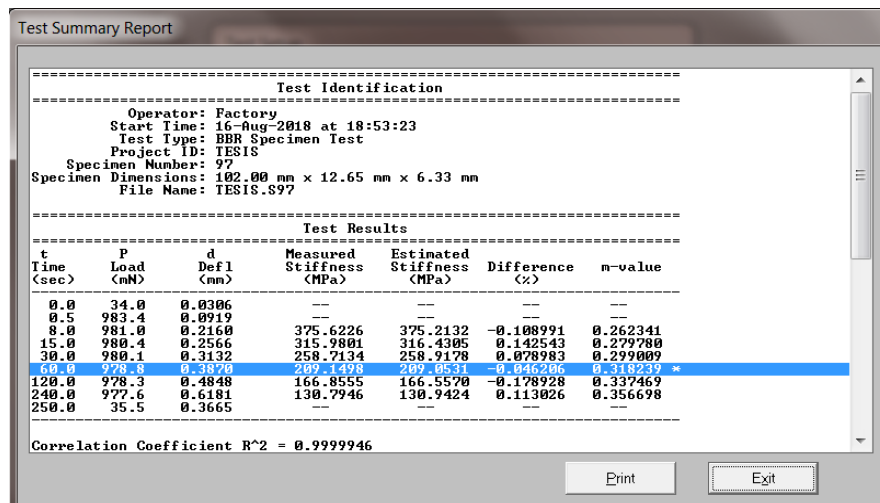 Test Summary Report
================================================================================
Test Identification
================================================================================
Operator: Factory
Start Time: 16-Aug-2018 at 18:53:23
Test Type: BBR Specimen Test
Project ID: TESIS
Specimen Number: 97
Specimen Dimensions: 102.00 mm x 12.65 mm x 6.33 mm
File Name: TESIS.S97
================================================================================
Test Results
================================================================================
t P d Measured Estimated
Time Load Defl Stiffness Stiffness Difference m-value
(sec) (mN) (mm) (MPa) (MPa) (%)
--------------------------------------------------------------------------------
0.0 34.0 0.0306 -- -- -- --
0.5 983.4 0.0919 -- -- -- --
8.0 981.0 0.2160 375.6226 375.2132 -0.108991 0.262341
15.0 980.4 0.2566 315.9801 316.4305 0.142543 0.279780
30.0 980.1 0.3132 258.7134 258.9178 0.078983 0.299009
60.0 978.8 0.3870 209.1498 209.0531 -0.046206 0.318239 *
120.0 978.3 0.4848 166.8555 166.5570 -0.178928 0.337469
240.0 977.6 0.6181 130.7946 130.9424 0.113026 0.356698
250.0 35.5 0.3665 -- -- -- --
--------------------------------------------------------------------------------
Correlation Coefficient R^2 = 0.9999946
Print Exit